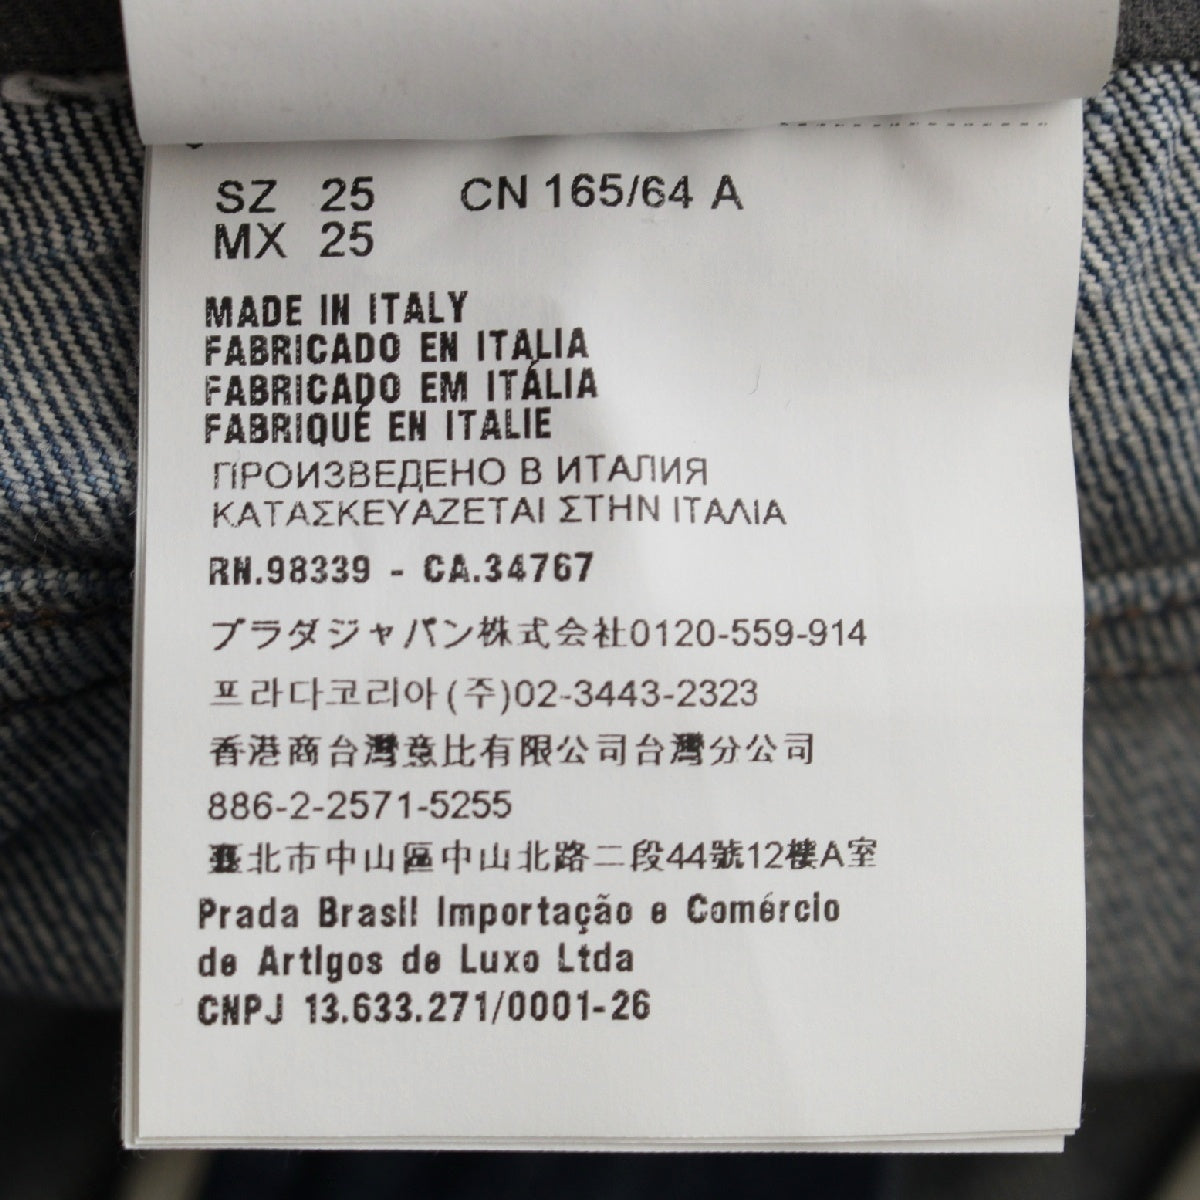 SZ 25 CN 165/64 A
MX 25
MADE IN ITALY
FABRICADO EN ITALIA
FABRICADO EM ITÁLIA
FABRIQUÉ EN ITALIE
ПРОИЗВЕДЕНО В ИТАЛИЯ
ΚΑΤΑΣΚΕΥΑΖΕΤΑΙ ΣΤΗΝ ΙΤΑΛΙΑ
RN.98339 - CA.34767
プラダジャパン株式会社0120-559-914
프라다코리아(주)02-3443-2323
香港商台灣意比有限公司台灣分公司
886-2-2571-5255
臺北市中山區中山北路二段44號12樓A室
Prada Brasil Importação e Comércio
de Artigos de Luxo Ltda
CNPJ 13.633.271/0001-26